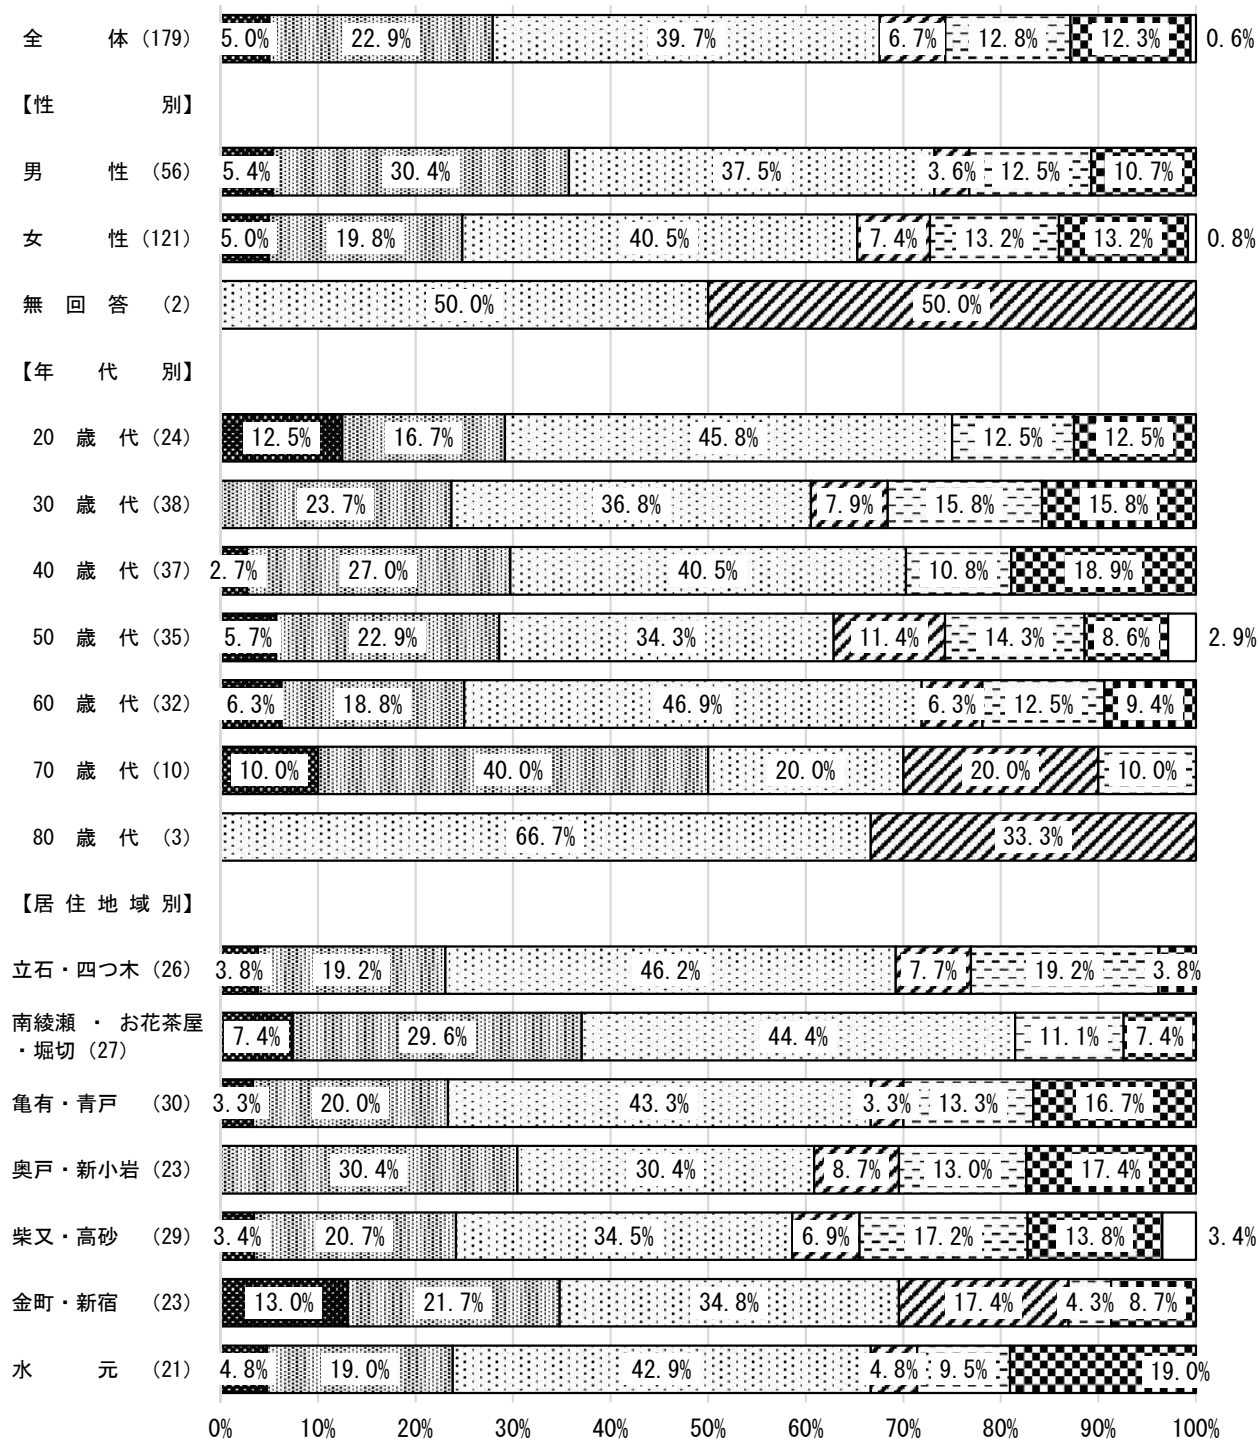 全 体 (179) 5.0% 22.9% 39.7% 6.7% 12.8% 12.3% 0.6%
【性 別】
男 性 (56) 5.4% 30.4% 37.5% 3.6% 12.5% 10.7%
女 性 (121) 5.0% 19.8% 40.5% 7.4% 13.2% 13.2% 0.8%
無 回 答 (2) 50.0% 50.0%
【年 代 別】
20 歳 代 (24) 12.5% 16.7% 45.8% 12.5% 12.5%
30 歳 代 (38) 23.7% 36.8% 7.9% 15.8% 15.8%
40 歳 代 (37) 2.7% 27.0% 40.5% 10.8% 18.9%
50 歳 代 (35) 5.7% 22.9% 34.3% 11.4% 14.3% 8.6% 2.9%
60 歳 代 (32) 6.3% 18.8% 46.9% 6.3% 12.5% 9.4%
70 歳 代 (10) 10.0% 40.0% 20.0% 20.0% 10.0%
80 歳 代 (3) 66.7% 33.3%
【居 住 地 域 別】
立石・四つ木 (26) 3.8% 19.2% 46.2% 7.7% 19.2% 3.8%
南綾瀬 ・ お花茶屋
・堀切 (27) 7.4% 29.6% 44.4% 11.1% 7.4%
亀有・青戸 (30) 3.3% 20.0% 43.3% 3.3% 13.3% 16.7%
奥戸・新小岩 (23) 30.4% 30.4% 8.7% 13.0% 17.4%
柴又・高砂 (29) 3.4% 20.7% 34.5% 6.9% 17.2% 13.8% 3.4%
金町・新宿 (23) 13.0% 21.7% 34.8% 17.4% 4.3% 8.7%
水 元 (21) 4.8% 19.0% 42.9% 4.8% 9.5% 19.0%
0% 10% 20% 30% 40% 50% 60% 70% 80% 90% 100%